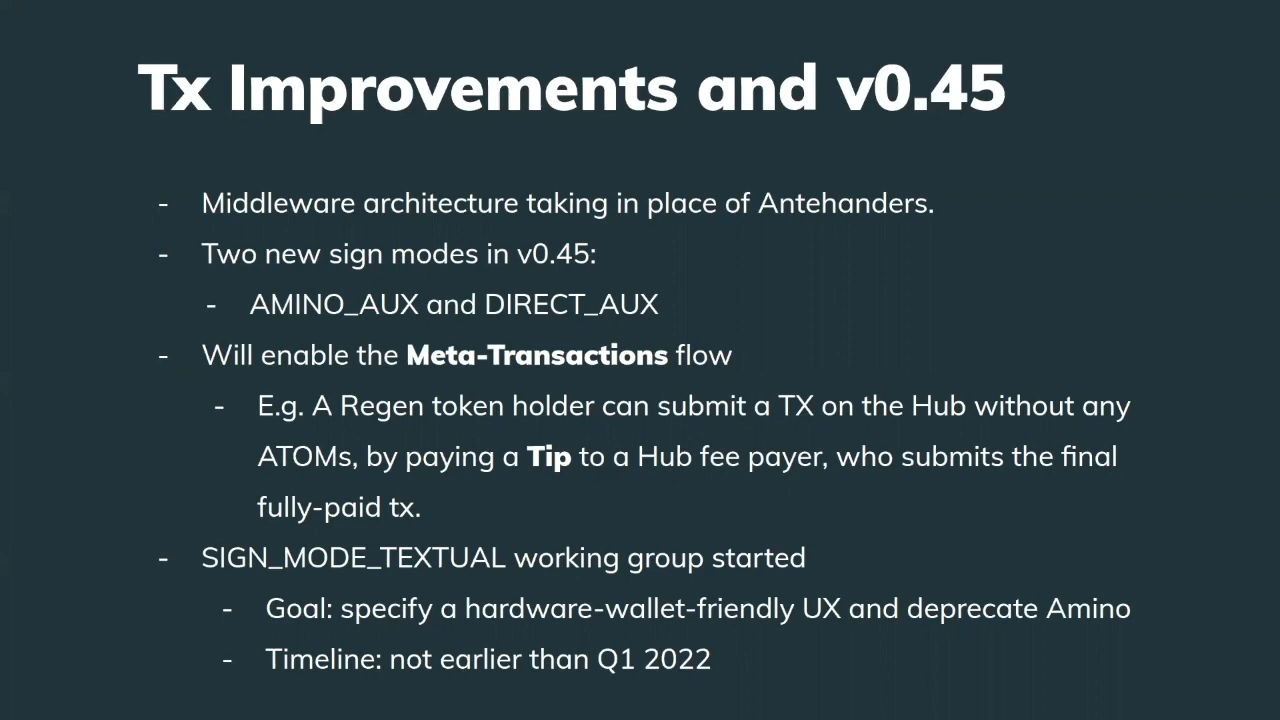 Tx Improvements and v0.45
- Middleware architecture taking in place of Antehanders.
- Two new sign modes in v0.45:
- AMINO_AUX and DIRECT_AUX
- Will enable the Meta-Transactions flow
- E.g. A Regen token holder can submit a TX on the Hub without any
ATOMs, by paying a Tip to a Hub fee payer, who submits the final
fully-paid tx.
- SIGN_MODE_TEXTUAL working group started
- Goal: specify a hardware-wallet-friendly UX and deprecate Amino
- Timeline: not earlier than Q1 2022